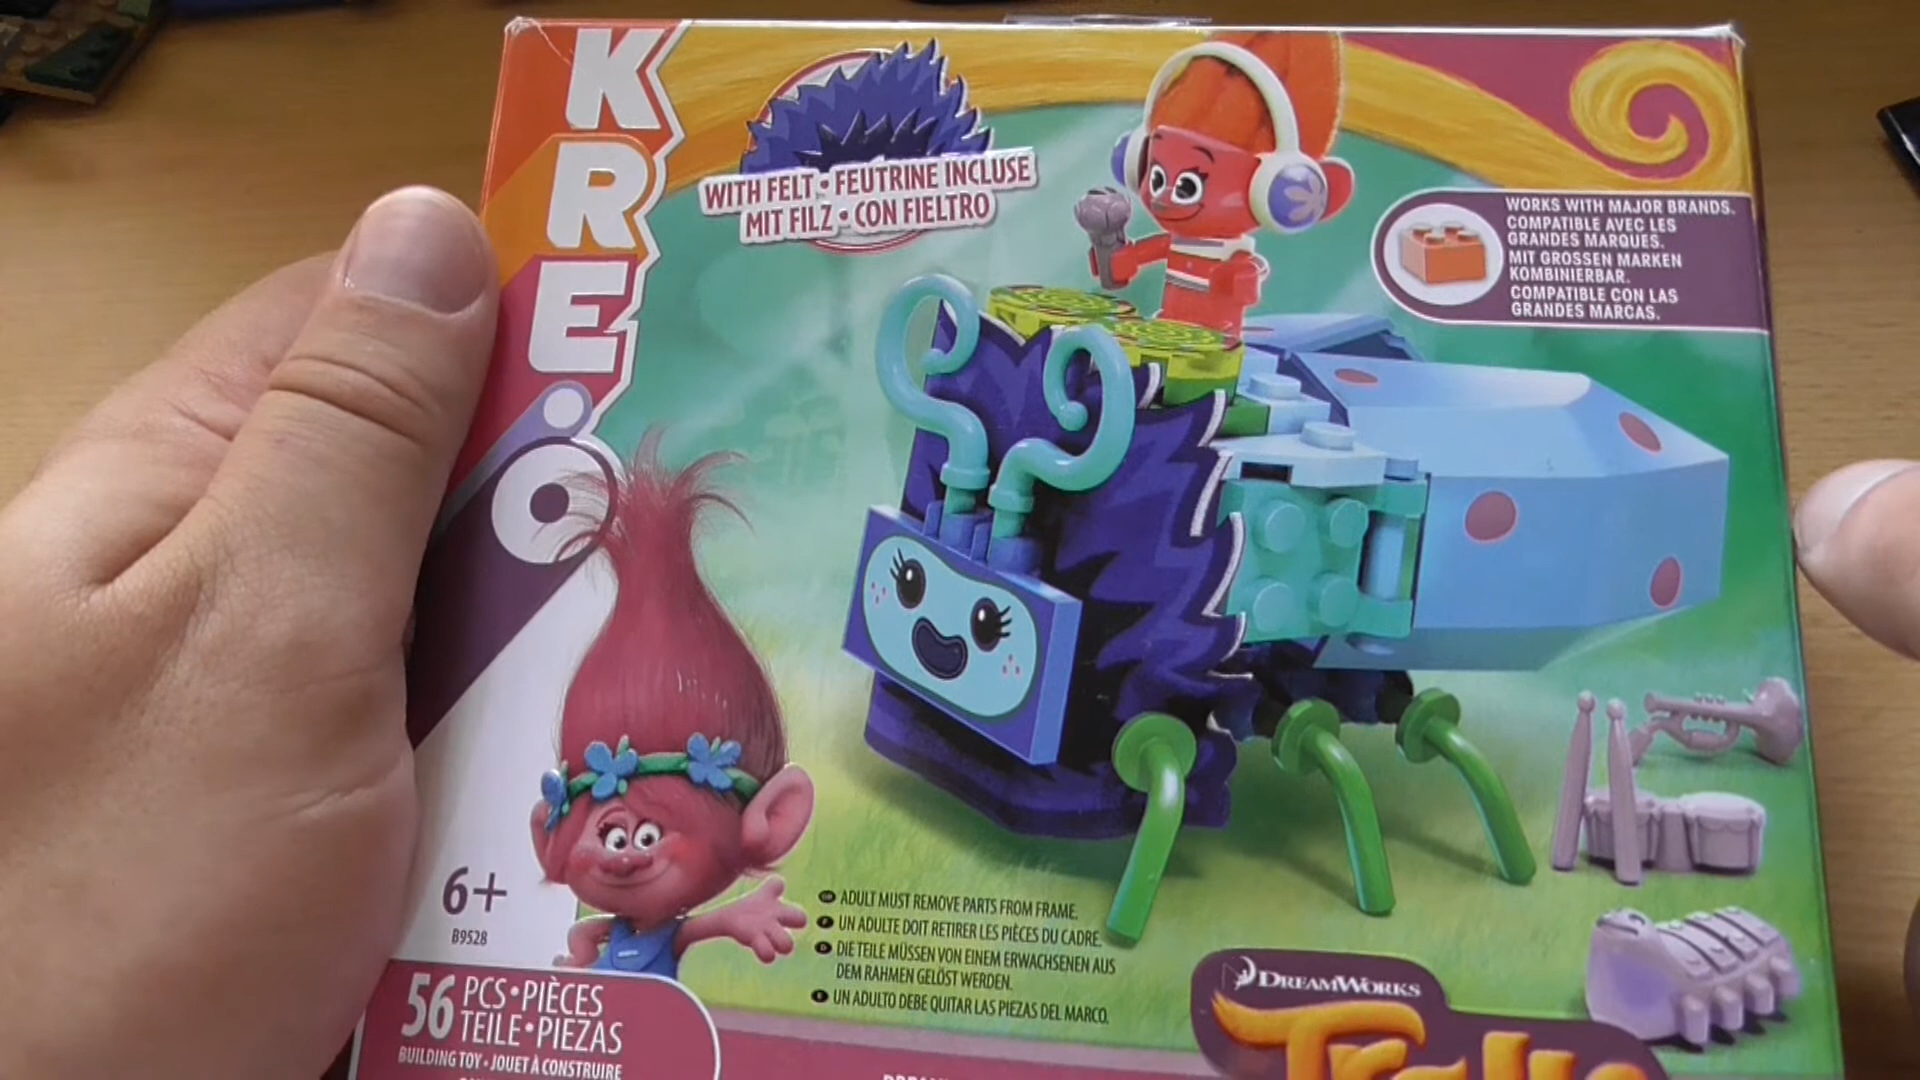 KRE-O
WITH FELT • FEUTRINE INCLUSE
MIT FILZ • CON FIELTRO
WORKS WITH MAJOR BRANDS.
COMPATIBLE AVEC LES
GRANDES MARQUES.
MIT GROSSEN MARKEN
KOMBINIERBAR.
COMPATIBLE CON LAS
GRANDES MARCAS.
6+
B9528
GB ADULT MUST REMOVE PARTS FROM FRAME.
F UN ADULTE DOIT RETIRER LES PIÈCES DU CADRE.
D DIE TEILE MÜSSEN VON EINEM ERWACHSENEN AUS
DEM RAHMEN GELÖST WERDEN.
E UN ADULTO DEBE QUITAR LAS PIEZAS DEL MARCO.
56 PCS • PIÈCES
TEILE • PIEZAS
BUILDING TOY • JOUET À CONSTRUIRE
DREAMWORKS
Trolls